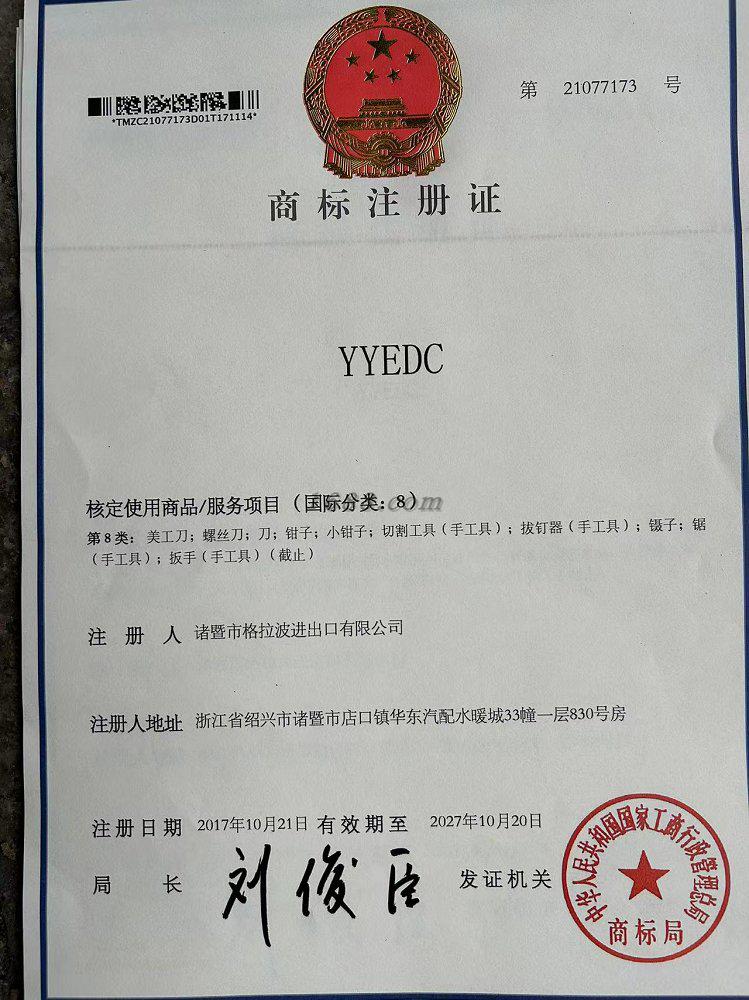 第 21077173 号
*TMZC21077173D01T171114*
商标注册证
YYEDC
核定使用商品/服务项目（国际分类：8）
第8类：美工刀；螺丝刀；刀；钳子；小钳子；切割工具（手工具）；拔钉器（手工具）；镊子；锯
（手工具）；扳手（手工具）（截止）
注 册 人 诸暨市格拉波进出口有限公司
注册人地址 浙江省绍兴市诸暨市店口镇华东汽配水暖城33幢一层830号房
注册日期 2017年10月21日 有效期至 2027年10月20日
局 长 刘俊臣 发证机关
中华人民共和国国家工商行政管理总局
商标局